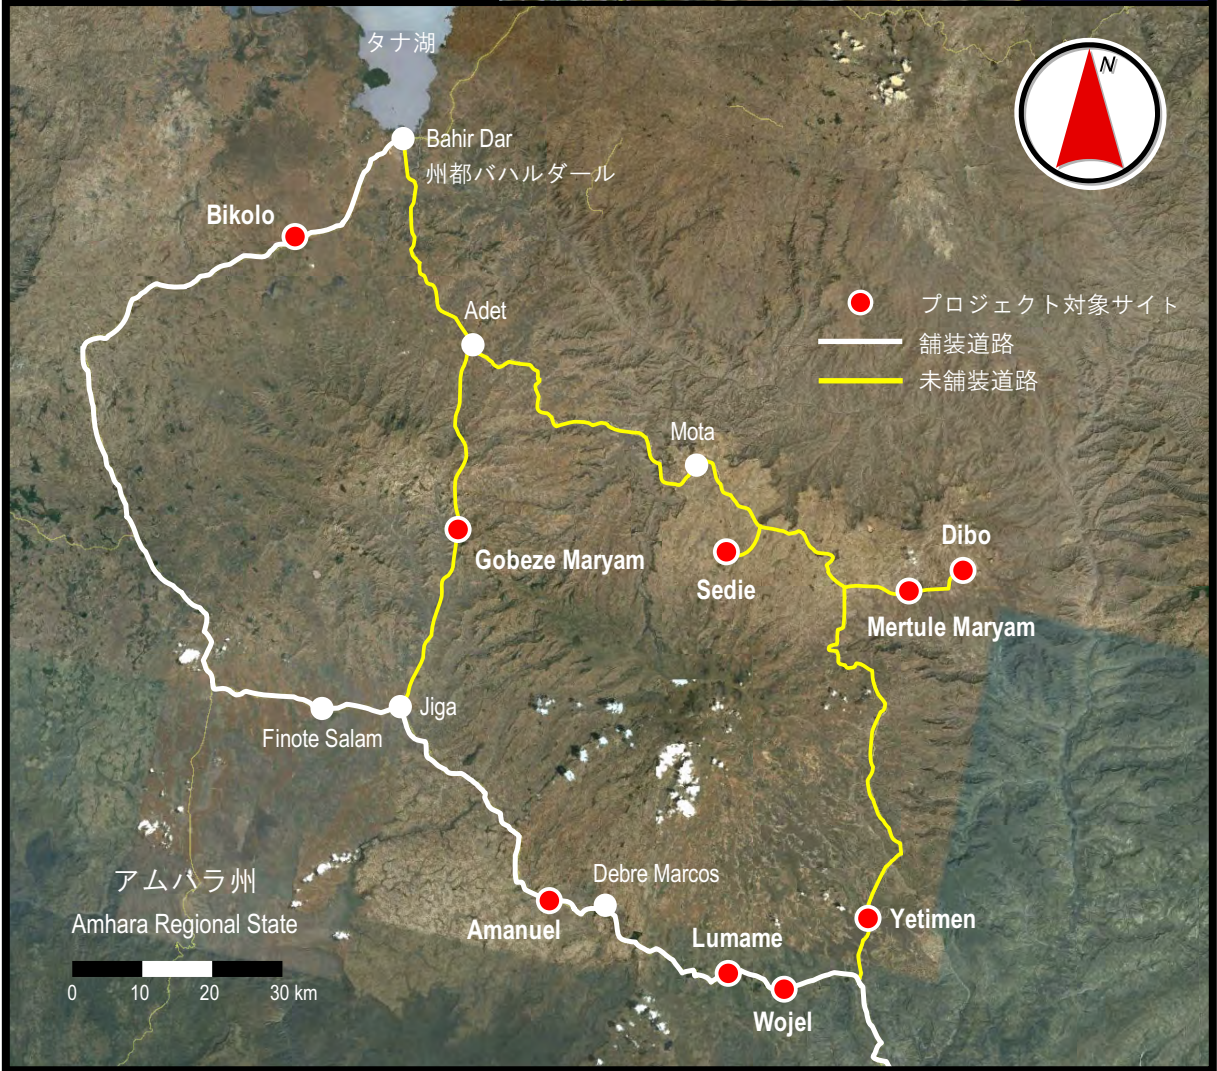 タナ湖
N
Bahir Dar
州都バハルダール
Bikolo
Adet
プロジェクト対象サイト
舗装道路
未舗装道路
Mota
Gobeze Maryam
Sedie
Dibo
Mertule Maryam
Jiga
Finote Salam
アムハラ州
Amhara Regional State
0 10 20 30 km
Debre Marcos
Amanuel
Lumame
Wojel
Yetimen